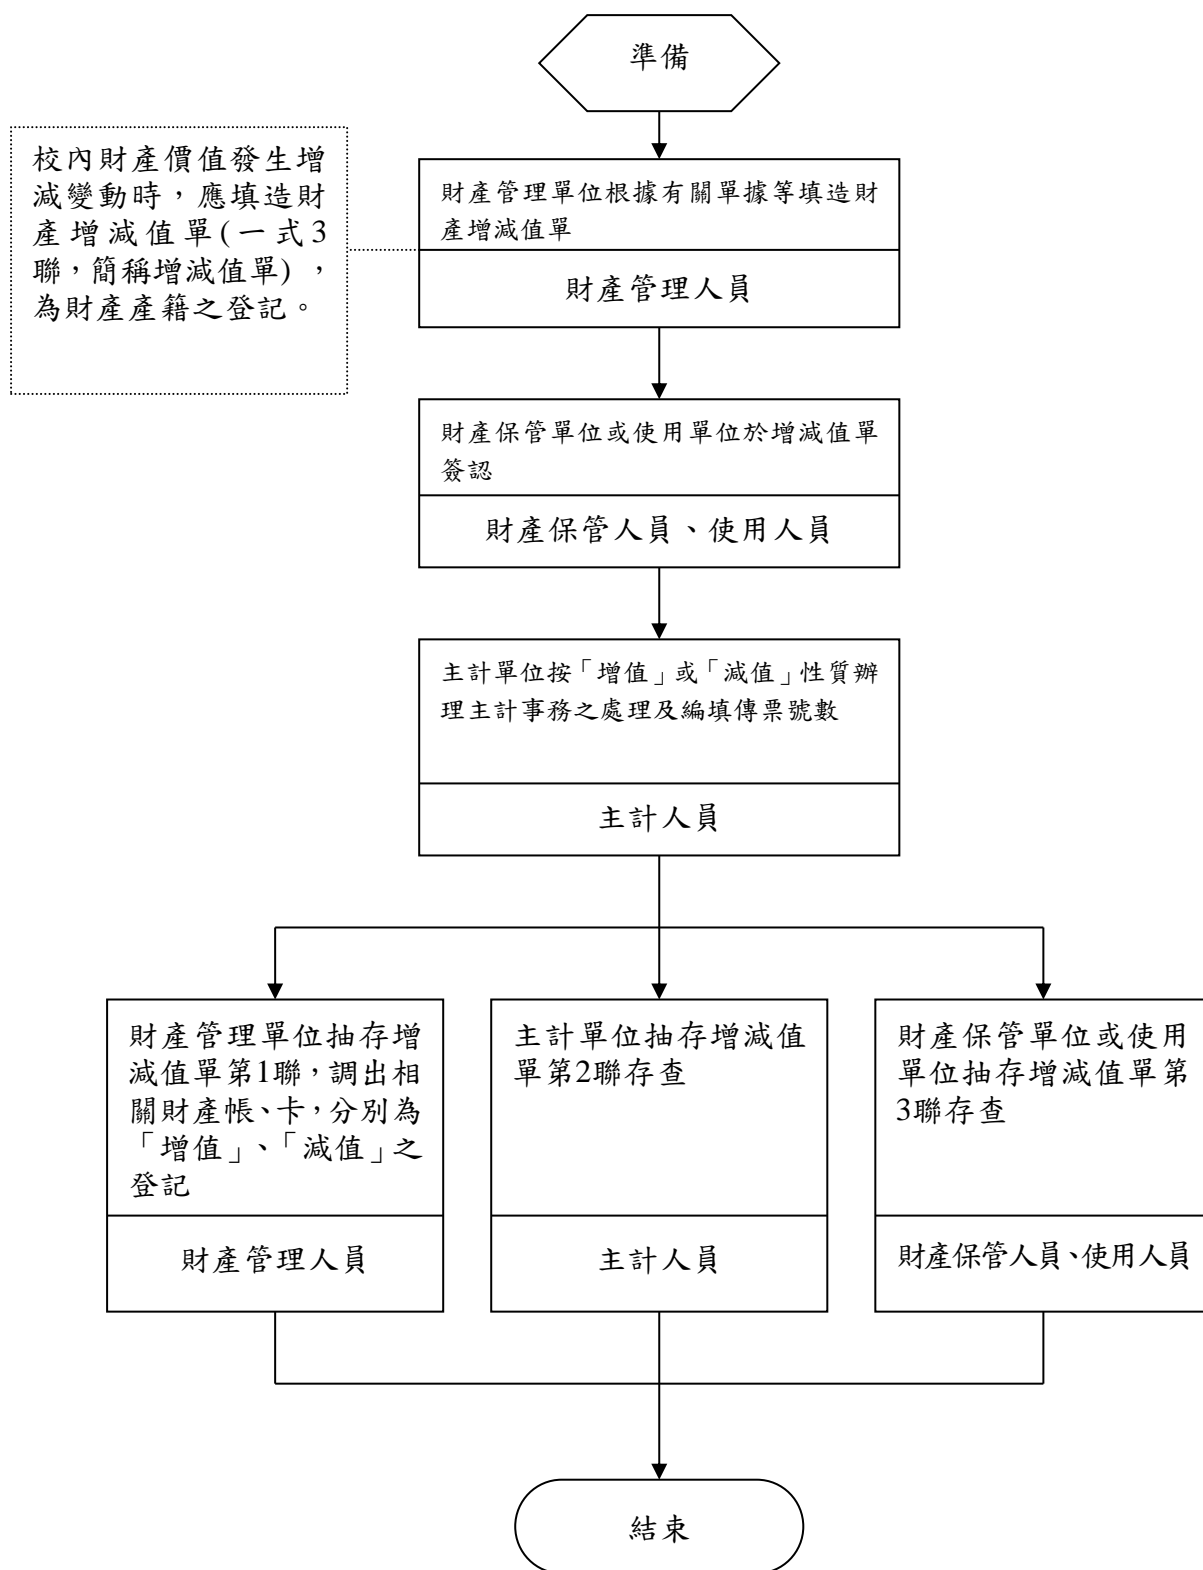 準備
校內財產價值發生增
減變動時，應填造財
產增減值單(一式3
聯，簡稱增減值單)，
為財產產籍之登記。
財產管理單位根據有關單據等填造財
產增減值單
財產管理人員
財產保管單位或使用單位於增減值單
簽認
財產保管人員、使用人員
主計單位按「增值」或「減值」性質辦
理主計事務之處理及編填傳票號數
主計人員
財產管理單位抽存增
減值單第1聯，調出相
關財產帳、卡，分別為
「增值」、「減值」之
登記
財產管理人員
主計單位抽存增減值
單第2聯存查
主計人員
財產保管單位或使用
單位抽存增減值單第
3聯存查
財產保管人員、使用人員
結束